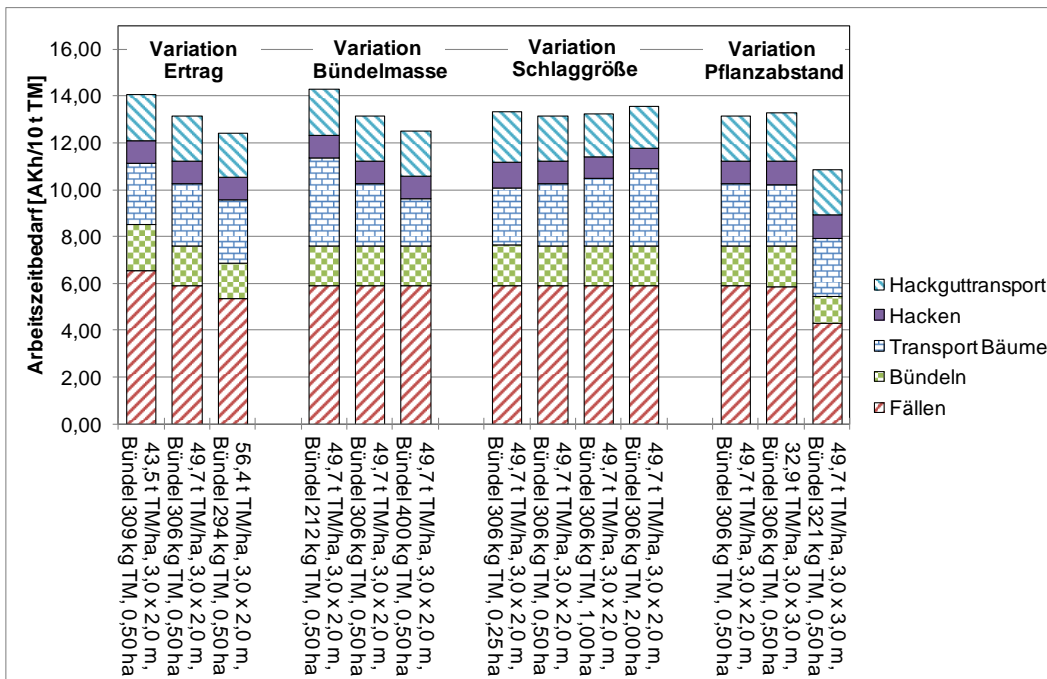 Arbeitszeitbedarf [AKh/10 t TM]
16,00
14,00
12,00
10,00
8,00
6,00
4,00
2,00
0,00
Variation
Ertrag
Variation
Bündelmasse
Variation
Schlaggröße
Variation
Pflanzabstand
Hackguttransport
Hacken
Transport Bäume
Bündeln
Fällen
43,5 t TM/ha, 3,0 x 2,0 m,
Bündel 309 kg TM, 0,50 ha
49,7 t TM/ha, 3,0 x 2,0 m,
Bündel 306 kg TM, 0,50 ha
56,4 t TM/ha, 3,0 x 2,0 m,
Bündel 294 kg TM, 0,50 ha
49,7 t TM/ha, 3,0 x 2,0 m,
Bündel 212 kg TM, 0,50 ha
49,7 t TM/ha, 3,0 x 2,0 m,
Bündel 306 kg TM, 0,50 ha
49,7 t TM/ha, 3,0 x 2,0 m,
Bündel 400 kg TM, 0,50 ha
49,7 t TM/ha, 3,0 x 2,0 m,
Bündel 306 kg TM, 0,25 ha
49,7 t TM/ha, 3,0 x 2,0 m,
Bündel 306 kg TM, 0,50 ha
49,7 t TM/ha, 3,0 x 2,0 m,
Bündel 306 kg TM, 1,00 ha
49,7 t TM/ha, 3,0 x 2,0 m,
Bündel 306 kg TM, 2,00 ha
49,7 t TM/ha, 3,0 x 2,0 m,
Bündel 306 kg TM, 0,50 ha
32,9 t TM/ha, 3,0 x 3,0 m,
Bündel 306 kg TM, 0,50 ha
49,7 t TM/ha, 3,0 x 3,0 m,
Bündel 321 kg TM, 0,50 ha